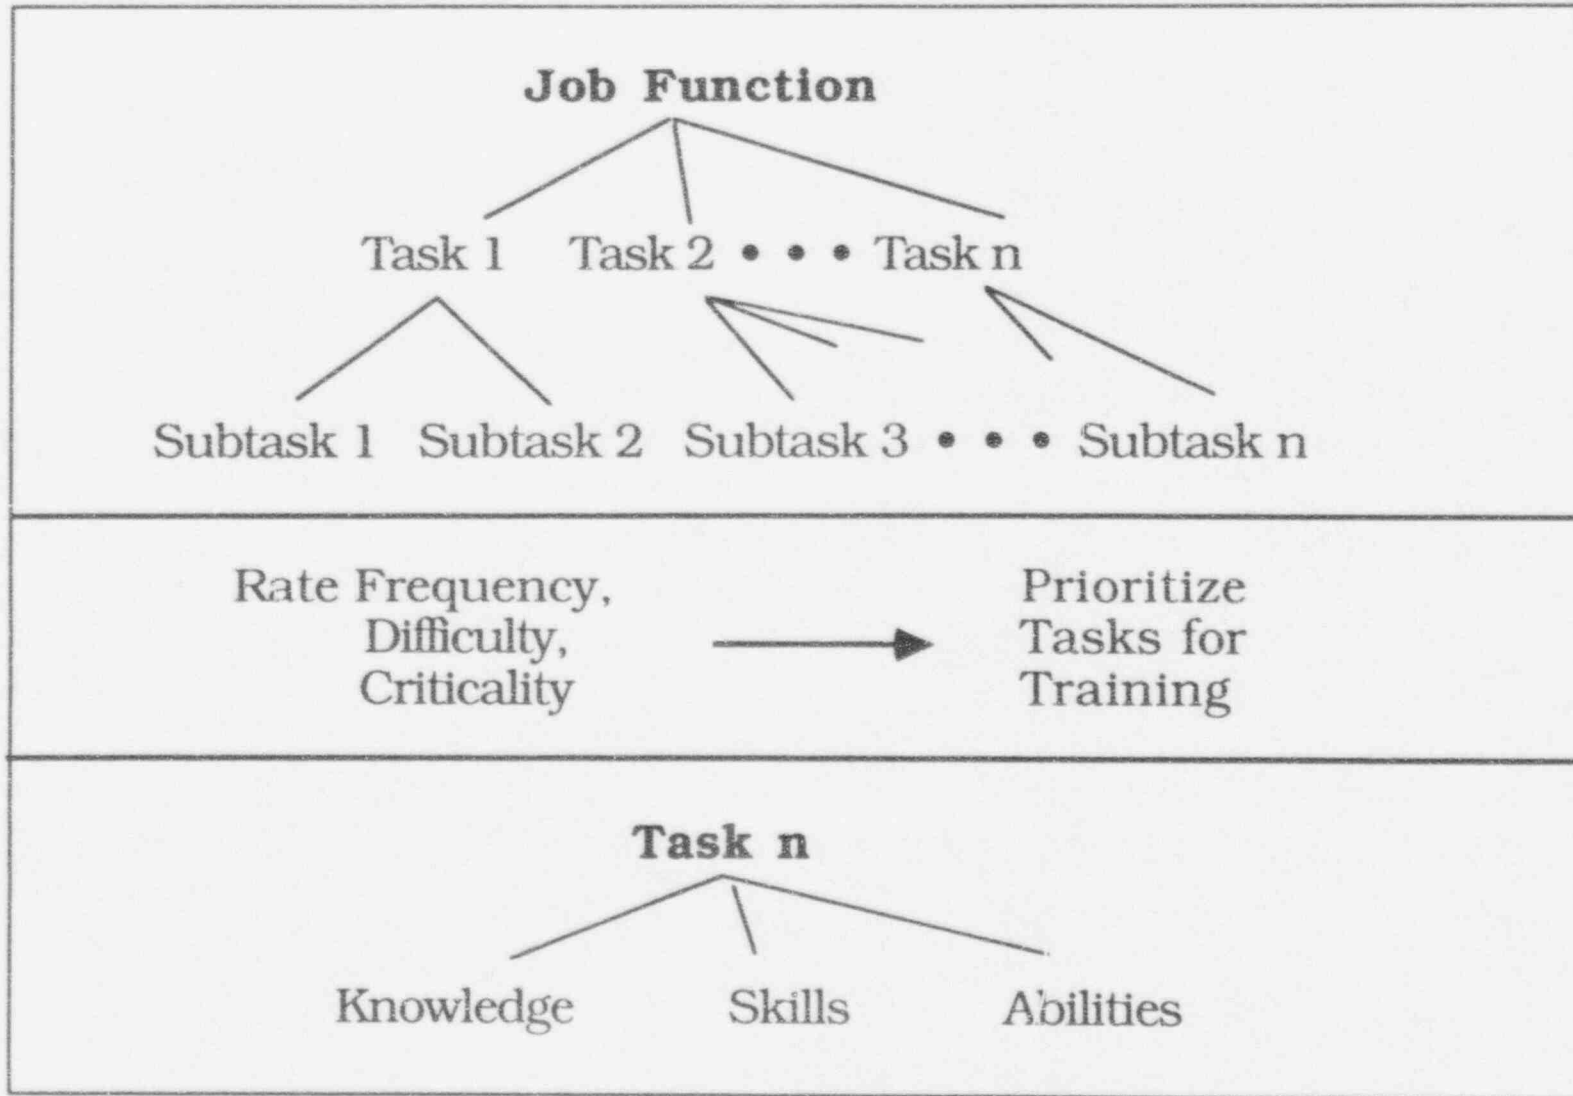 Job Function
Task 1 Task 2 • • • Task n
Subtask 1 Subtask 2 Subtask 3 • • • Subtask n
Rate Frequency,
Difficulty,
Criticality
Prioritize
Tasks for
Training
Task n
Knowledge Skills Abilities